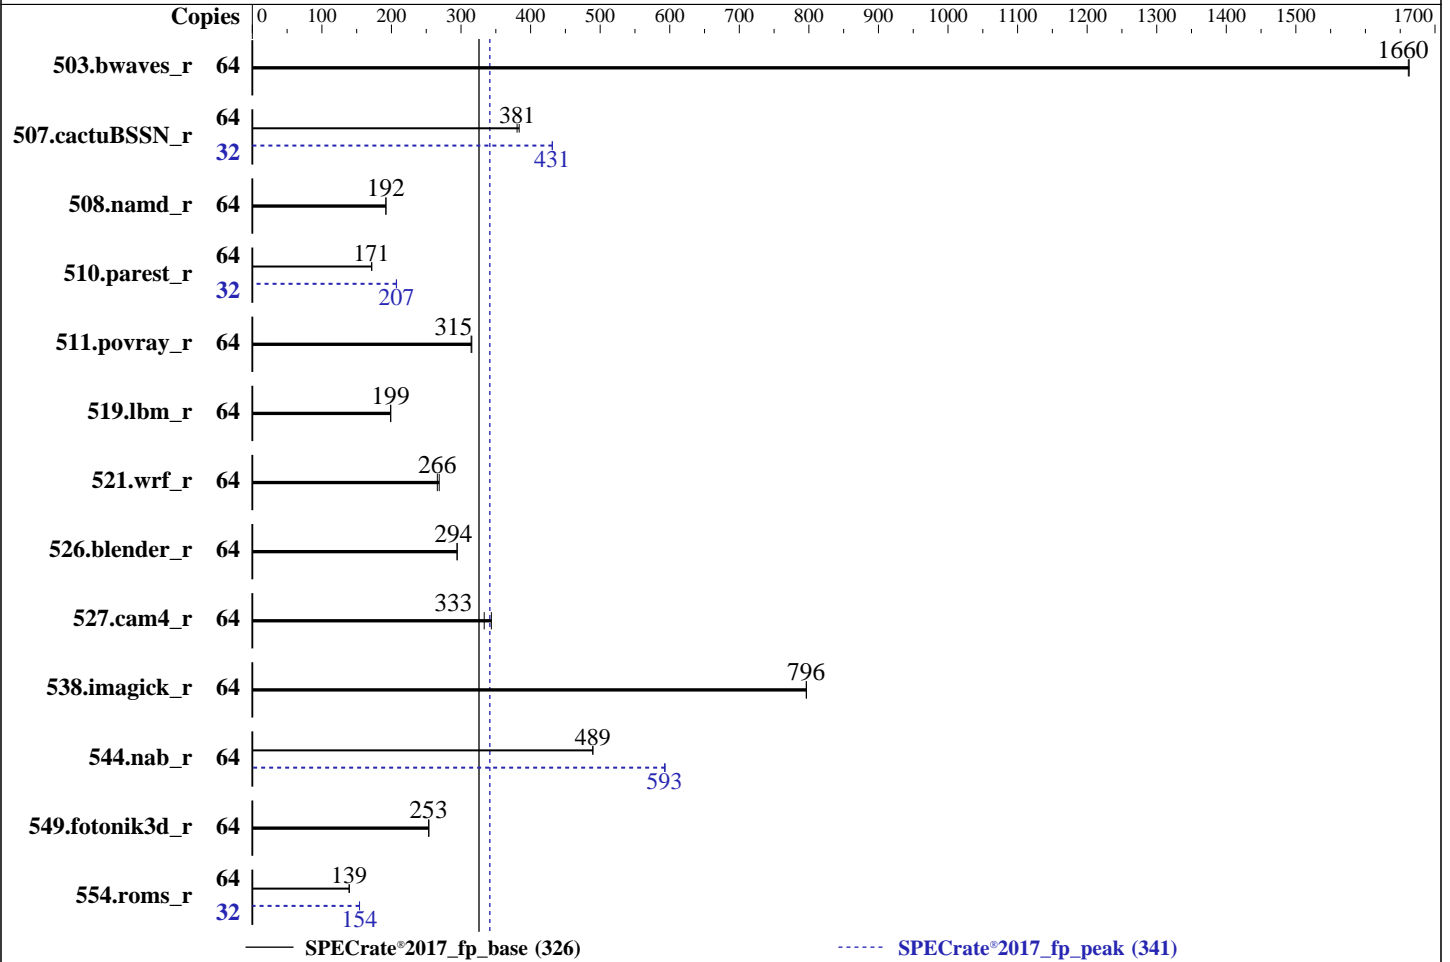 Copies 0 100 200 300 400 500 600 700 800 900 1000 1100 1200 1300 1400 1500 1700
503.bwaves_r 64 1660
507.cactuBSSN_r 64 381
32 431
508.namd_r 64 192
510.parest_r 64 171
32 207
511.povray_r 64 315
519.lbm_r 64 199
521.wrf_r 64 266
526.blender_r 64 294
527.cam4_r 64 333
538.imagick_r 64 796
544.nab_r 64 489
593
549.fotonik3d_r 64 253
554.roms_r 64 139
32 154
SPECrate®2017_fp_base (326) SPECrate®2017_fp_peak (341)